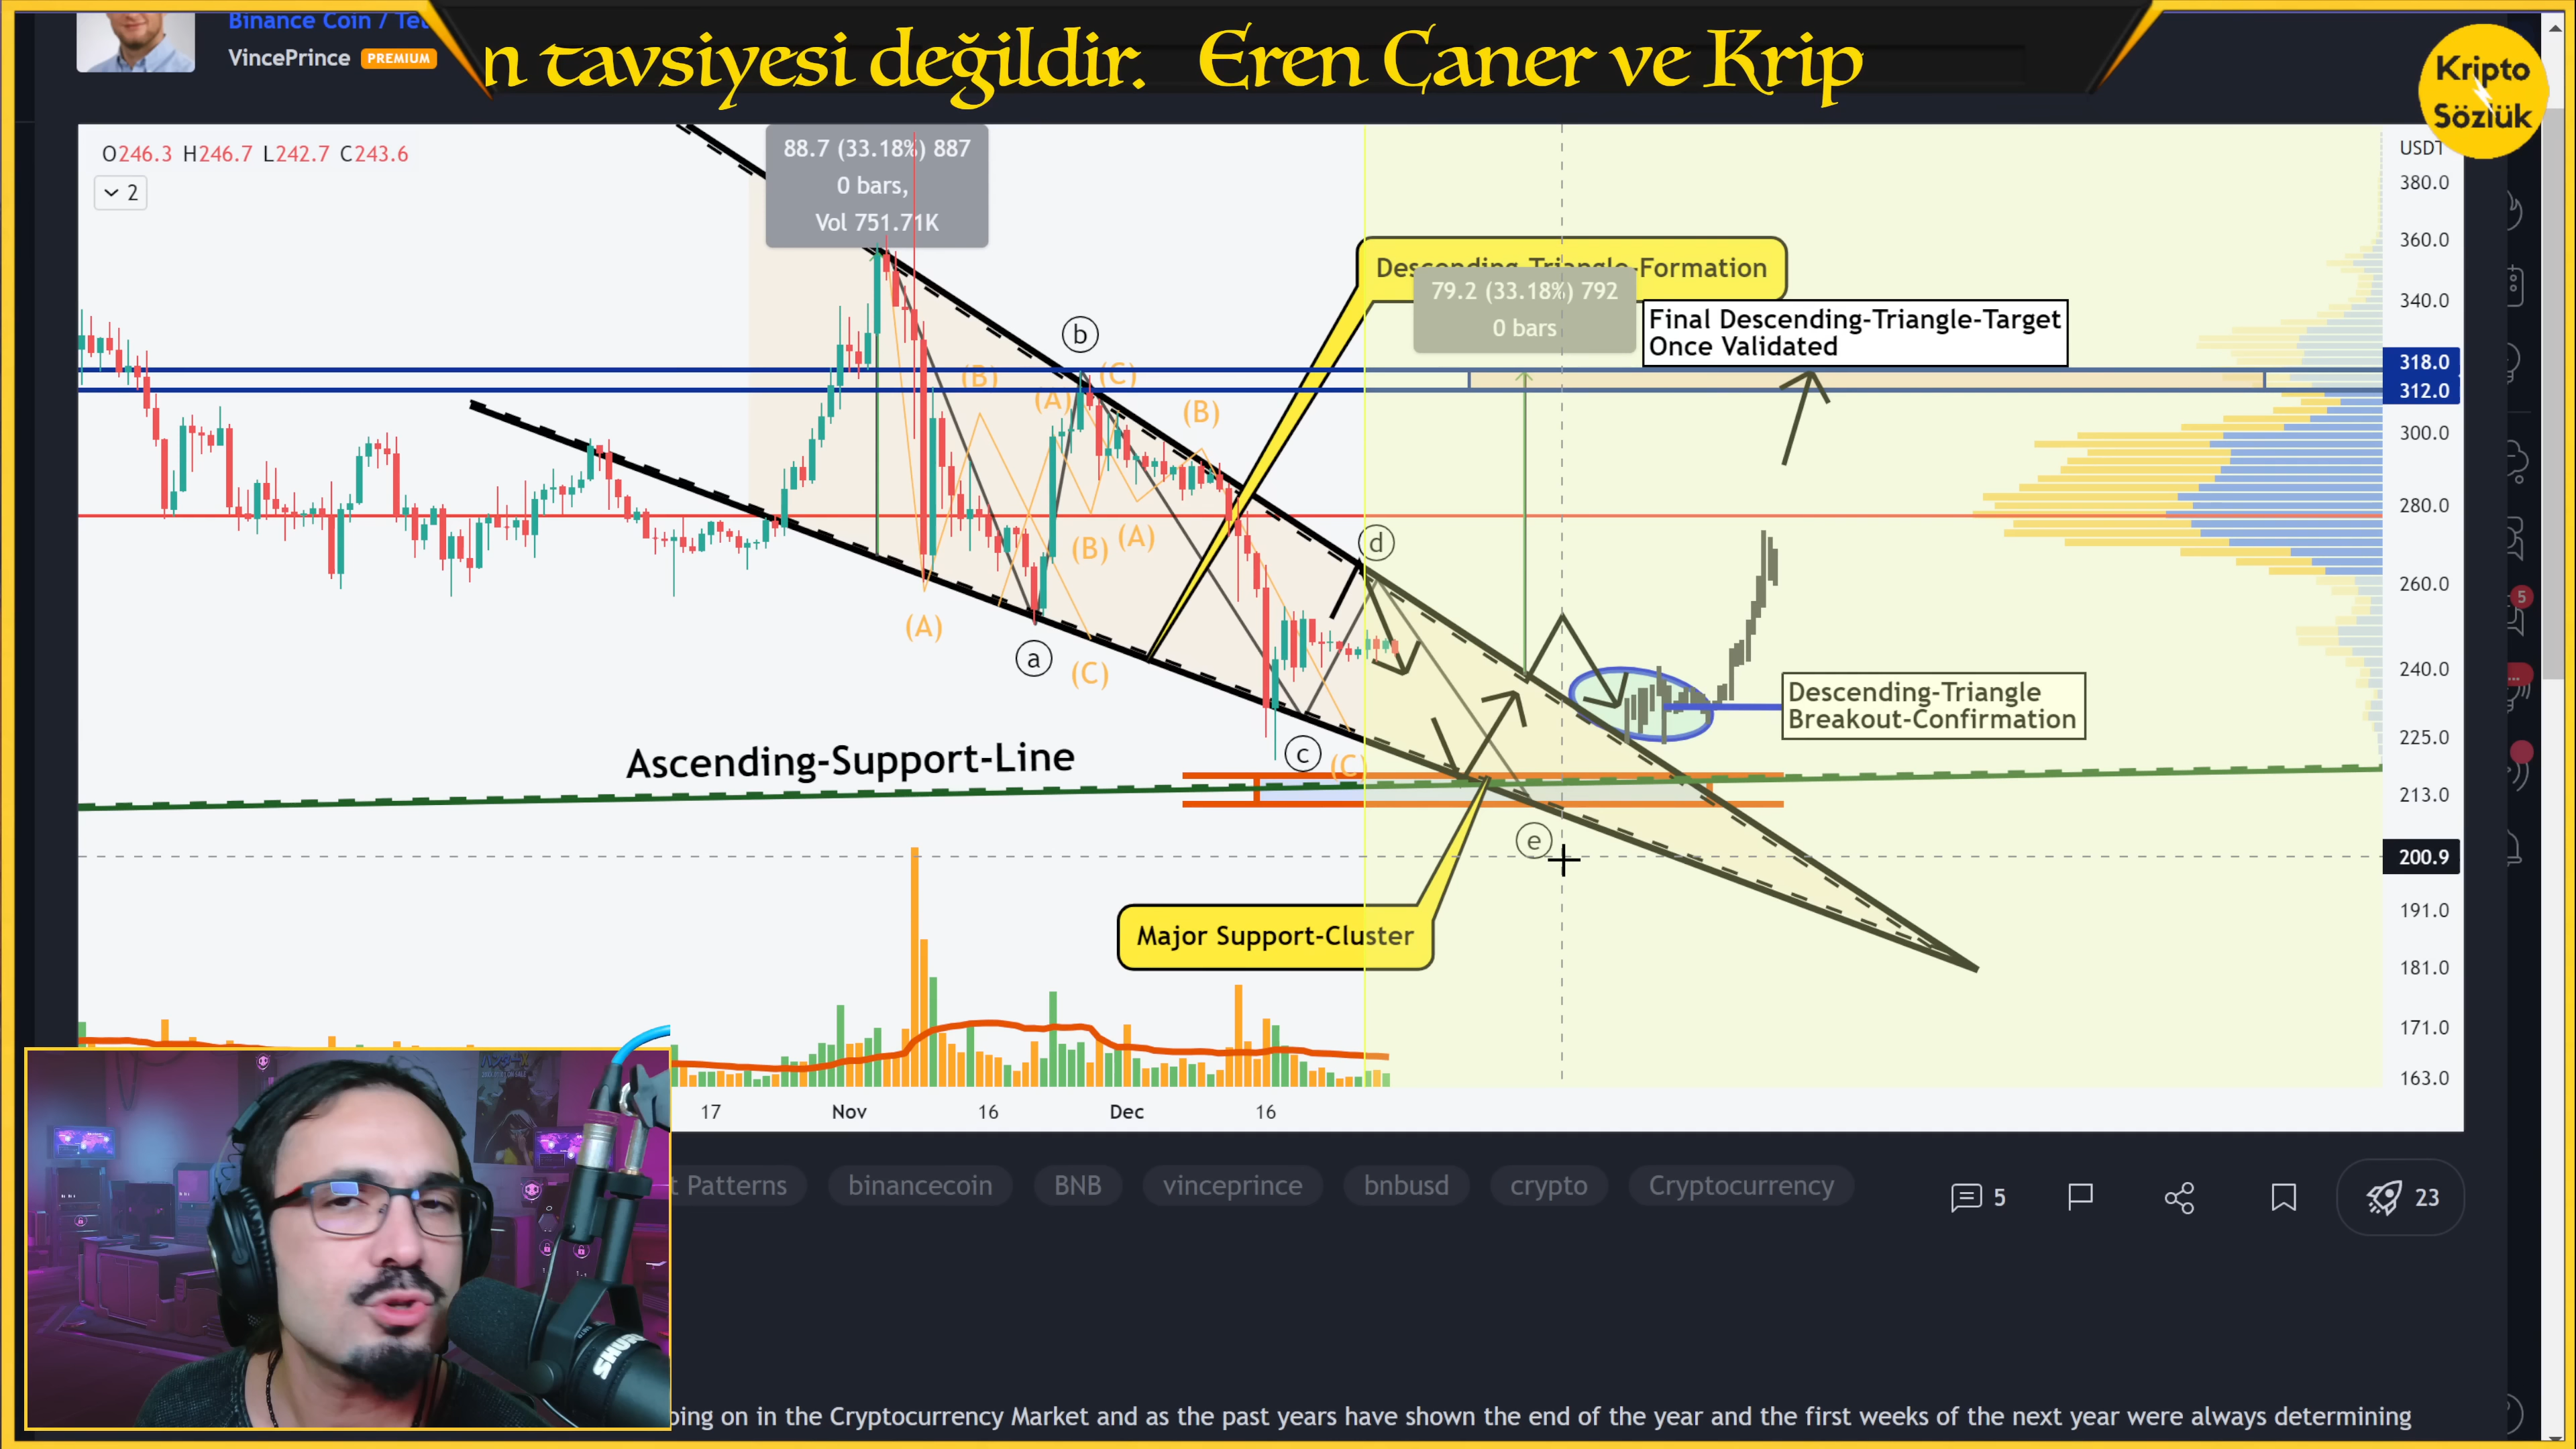 Binance Coin / Tet
VincePrince PREMIUM
n tavsiyesi değildir. Eren Caner ve Krip
Kripto
Sözlük
O246.3 H246.7 L242.7 C243.6
2
88.7 (33.18%) 887
0 bars,
Vol 751.71K
Descending-Triangle-Formation
79.2 (33.18%) 792
0 bars
Final Descending-Triangle-Target
Once Validated
USDT
380.0
360.0
340.0
318.0
312.0
300.0
280.0
260.0
240.0
225.0
213.0
200.9
191.0
181.0
171.0
163.0
b
(B)
(A)
(C)
(B)
(B)
(A)
d
(A)
a
(C)
c
(C)
e
Descending-Triangle
Breakout-Confirmation
Ascending-Support-Line
Major Support-Cluster
17
Nov
16
Dec
16
5
t Patterns
binancecoin
BNB
vinceprince
bnbusd
crypto
Cryptocurrency
5
23
SHU
oing on in the Cryptocurrency Market and as the past years have shown the end of the year and the first weeks of the next year were always determining